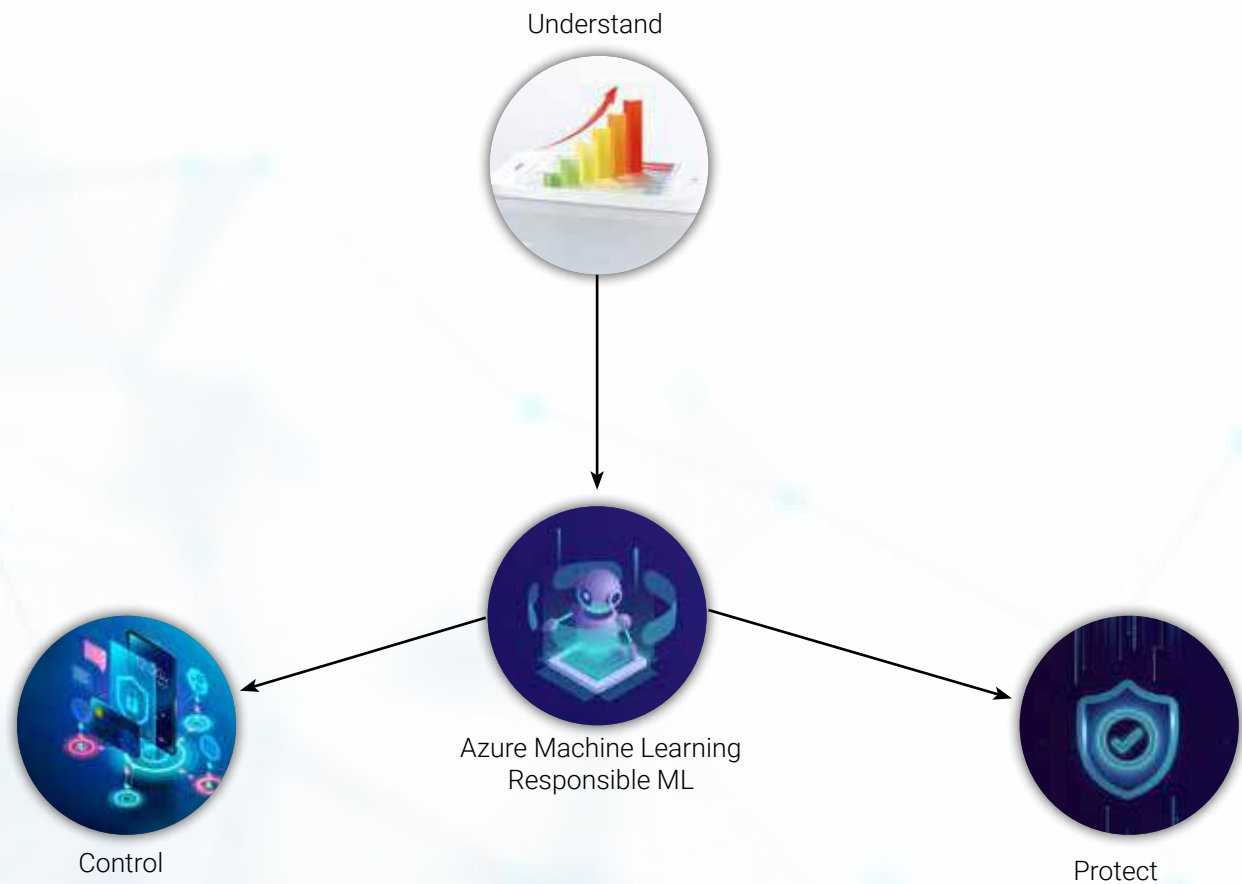 Understand
Azure Machine Learning
Responsible ML
Control
Protect